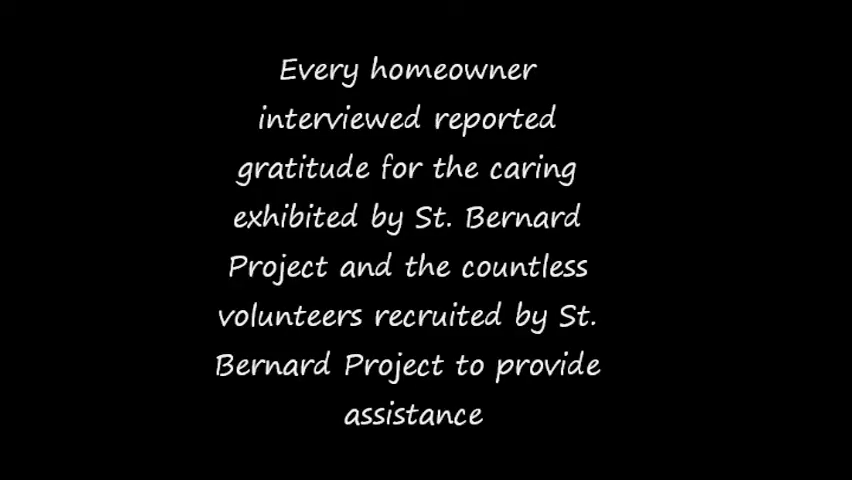 Every homeowner
interviewed reported
gratitude for the caring
exhibited by St. Bernard
Project and the countless
volunteers recruited by St.
Bernard Project to provide
assistance